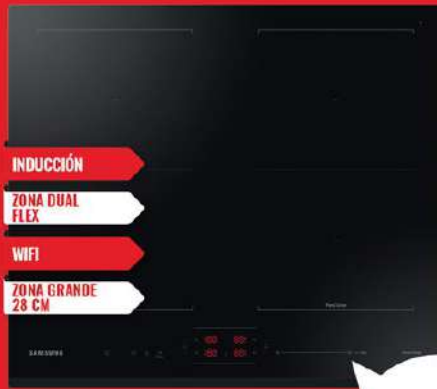 INDUCCIÓN
ZONA DUAL
FLEX
WIFI
ZONA GRANDE
28 CM
SAMSUNG